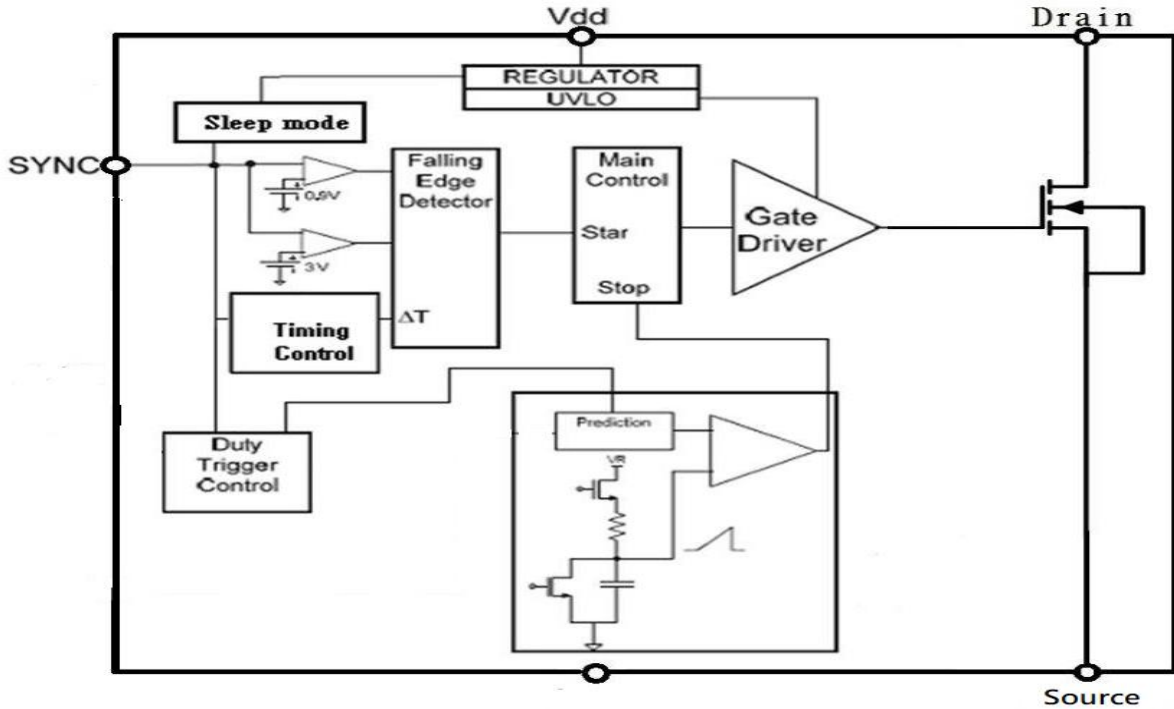 Vdd
Drain
REGULATOR
UVLO
Sleep mode
SYNC
0.9V
3V
Falling
Edge
Detector
ΔT
Main
Control
Star
Stop
Gate
Driver
Timing
Control
Duty
Trigger
Control
Prediction
VR
Source